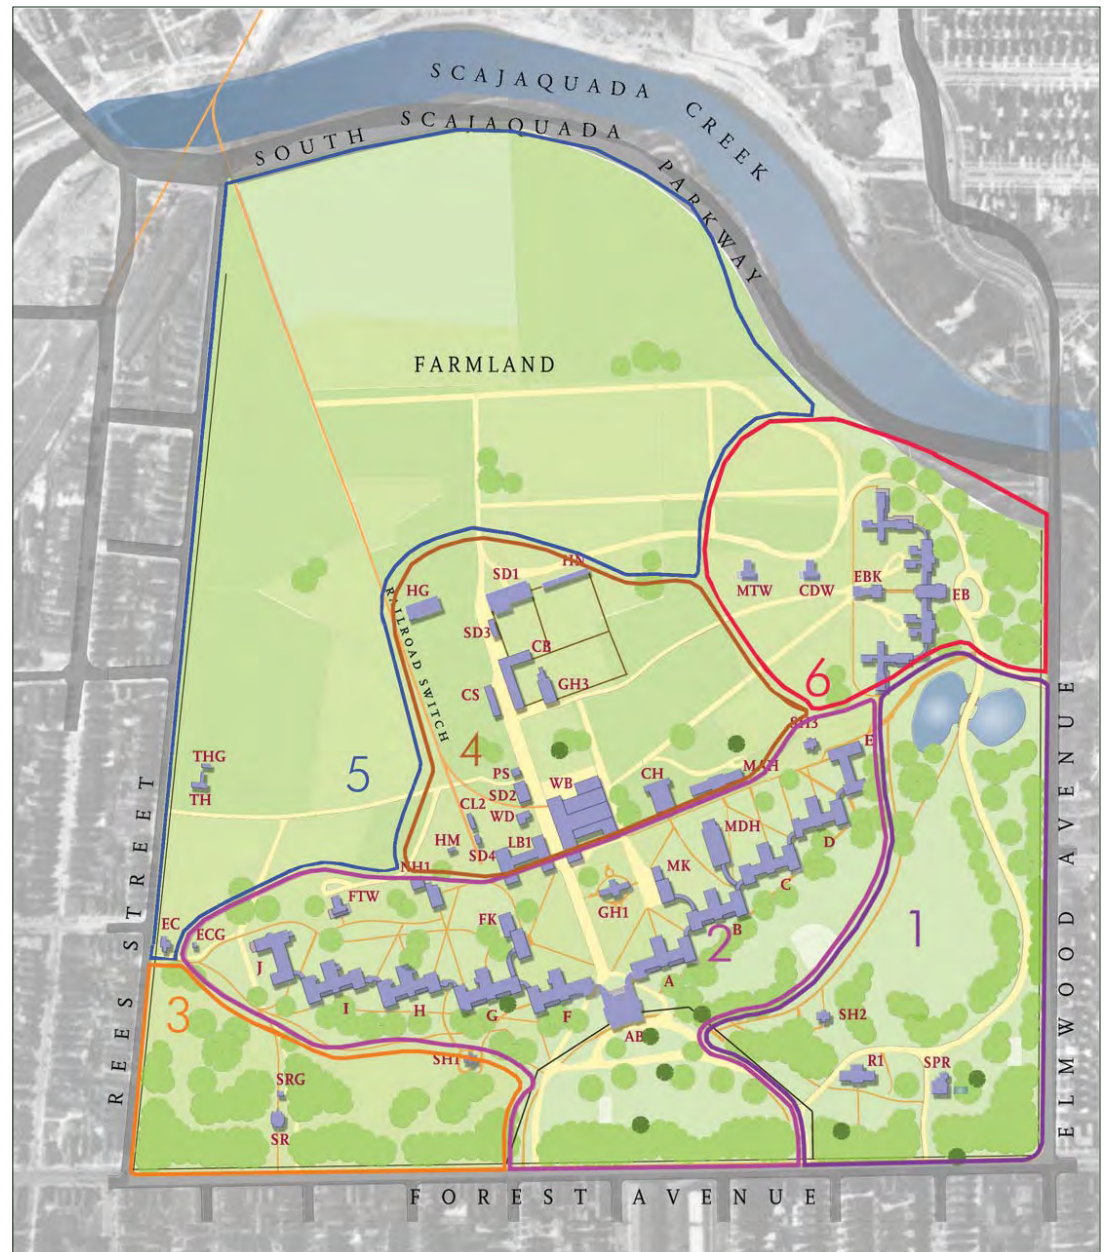 SCAJAQUADA CREEK
SOUTH SCAJAQUADA PARKWAY
FARMLAND
HN
SD1
HG
MTW
CDW
EBK
EB
RAILROAD SWITCH
SD3
CB
GH3
CS
6
SH3
E
4
5
THG
TH
PS
WB
CH
SD2
CL2
WD
MDH
D
HM
SD4
LB1
NH1
MK
C
FTW
GH1
B
FK
EC
ECG
2
1
J
A
I
H
G
F
3
AB
SH2
SH1
R1
SPR
SRG
SR
REES STREET
ELMWOOD AVENUE
FOREST AVENUE